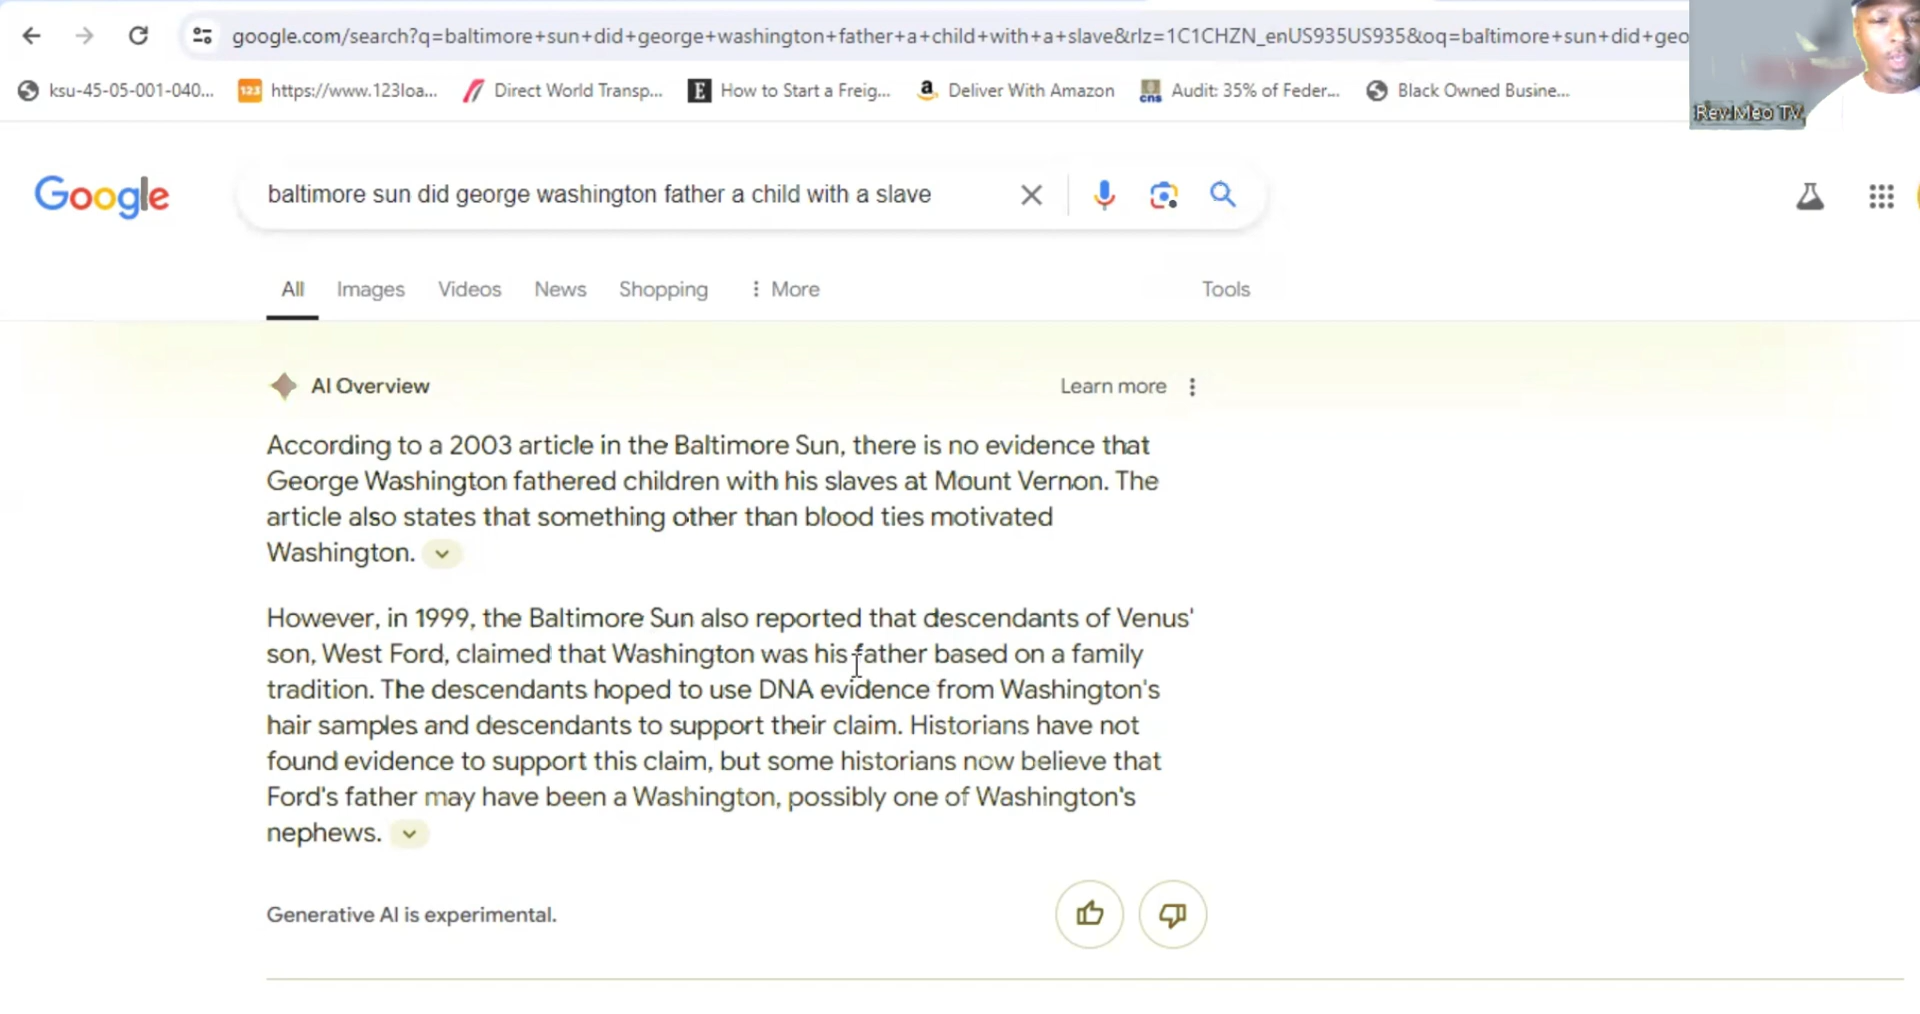 google.com/search?q=baltimore+sun+did+george+washington+father+a+child+with+a+slave&rlz=1C1CHZN_enUS935US935&oq=baltimore+sun+did+geo
ksu-45-05-001-040... 123 https://www.123loa... Direct World Transp... E How to Start a Freig... a Deliver With Amazon cns Audit: 35% of Feder... Black Owned Busine...
Rev Meo TV
Google
baltimore sun did george washington father a child with a slave
All Images Videos News Shopping More Tools
AI Overview Learn more
According to a 2003 article in the Baltimore Sun, there is no evidence that
George Washington fathered children with his slaves at Mount Vernon. The
article also states that something other than blood ties motivated
Washington.
However, in 1999, the Baltimore Sun also reported that descendants of Venus'
son, West Ford, claimed that Washington was his father based on a family
tradition. The descendants hoped to use DNA evidence from Washington's
hair samples and descendants to support their claim. Historians have not
found evidence to support this claim, but some historians now believe that
Ford's father may have been a Washington, possibly one of Washington's
nephews.
Generative AI is experimental.